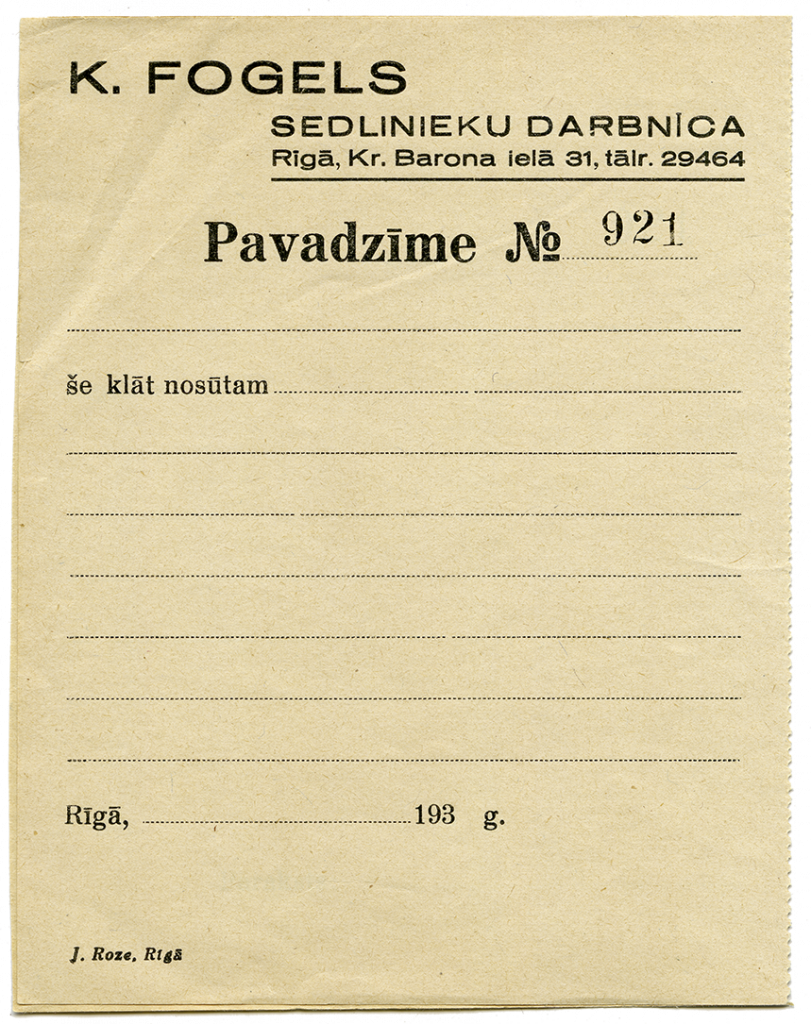 K. FOGELS
SEDLINIEKU DARBNĪCA
Rīgā, Kr. Barona ielā 31, tālr. 29464
Pavadzīme № 921
še klāt nosūtam
Rīgā, 193 g.
J. Roze, Rīgā